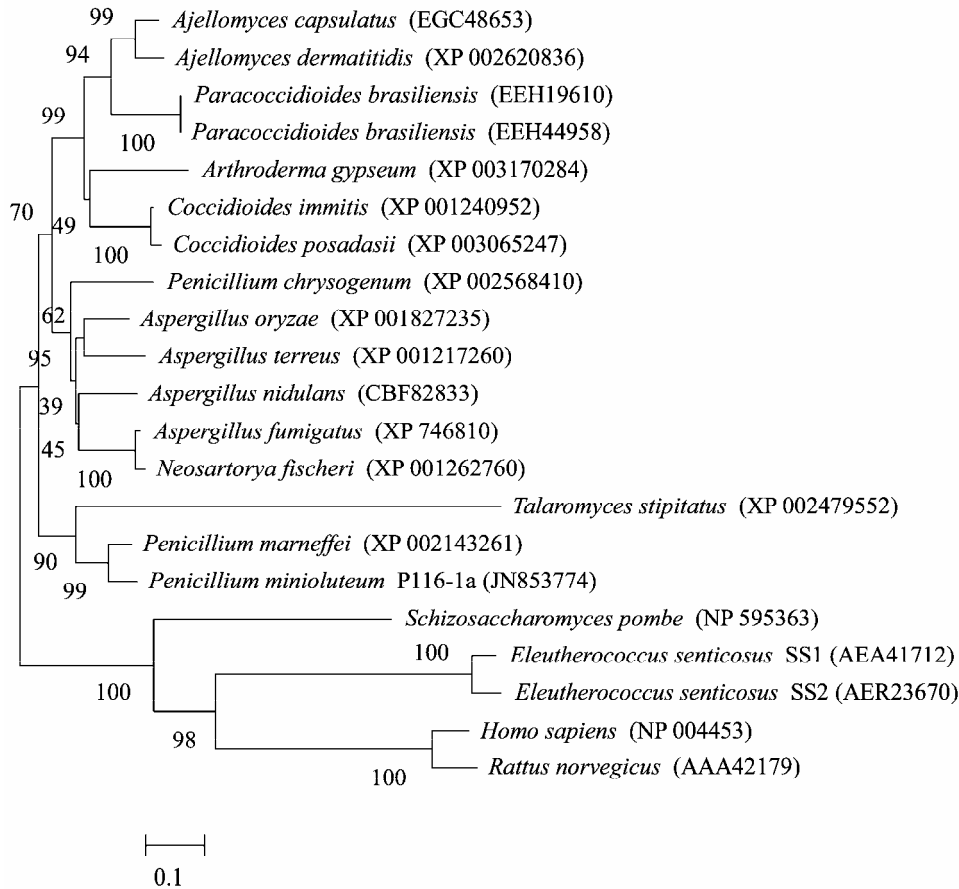 99
Ajellomyces capsulatus (EGC48653)
94
Ajellomyces dermatitidis (XP 002620836)
Paracoccidioides brasiliensis (EEH19610)
99
Paracoccidioides brasiliensis (EEH44958)
100
Arthroderma gypseum (XP 003170284)
70
49
Coccidioides immitis (XP 001240952)
100
Coccidioides posadasii (XP 003065247)
Penicillium chrysogenum (XP 002568410)
62
Aspergillus oryzae (XP 001827235)
95
Aspergillus terreus (XP 001217260)
39
Aspergillus nidulans (CBF82833)
45
Aspergillus fumigatus (XP 746810)
100
Neosartorya fischeri (XP 001262760)
Talaromyces stipitatus (XP 002479552)
90
Penicillium marneffei (XP 002143261)
99
Penicillium minioluteum P116-1a (JN853774)
Schizosaccharomyces pombe (NP 595363)
100
Eleutherococcus senticosus SS1 (AEA41712)
100
Eleutherococcus senticosus SS2 (AER23670)
98
Homo sapiens (NP 004453)
100
Rattus norvegicus (AAA42179)
0.1